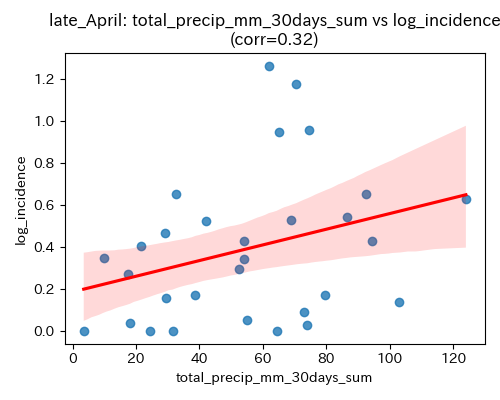 late_April: total_precip_mm_30days_sum vs log_incidence
(corr=0.32)
log_incidence
1.2
1.0
0.8
0.6
0.4
0.2
0.0
0 20 40 60 80 100 120
total_precip_mm_30days_sum